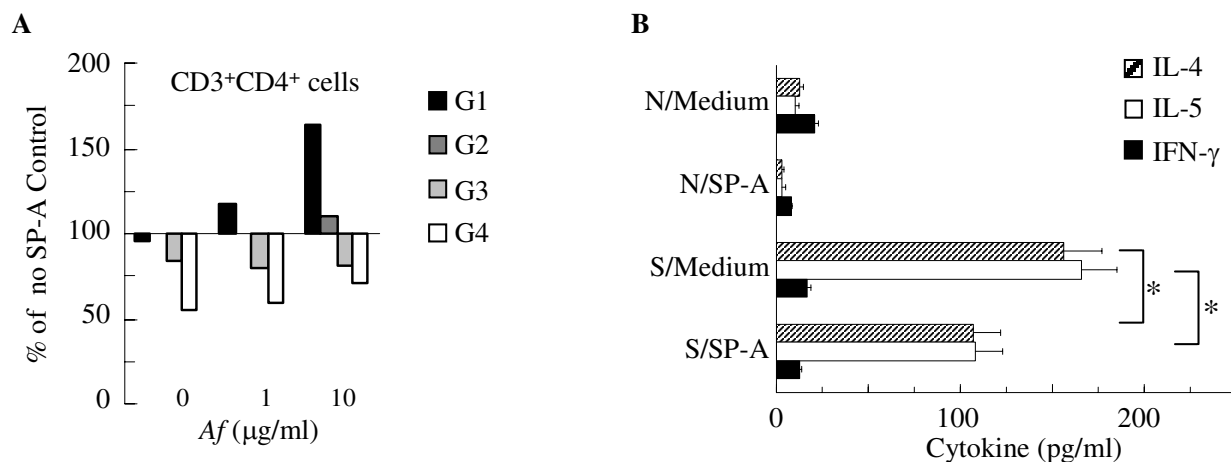 A
200
150
100
50
0
% of no SP-A Control
CD3+CD4+ cells
G1
G2
G3
G4
0 1 10
Af (μg/ml)
B
IL-4
IL-5
IFN-γ
N/Medium
N/SP-A
S/Medium
S/SP-A
*
*
0 100 200
Cytokine (pg/ml)